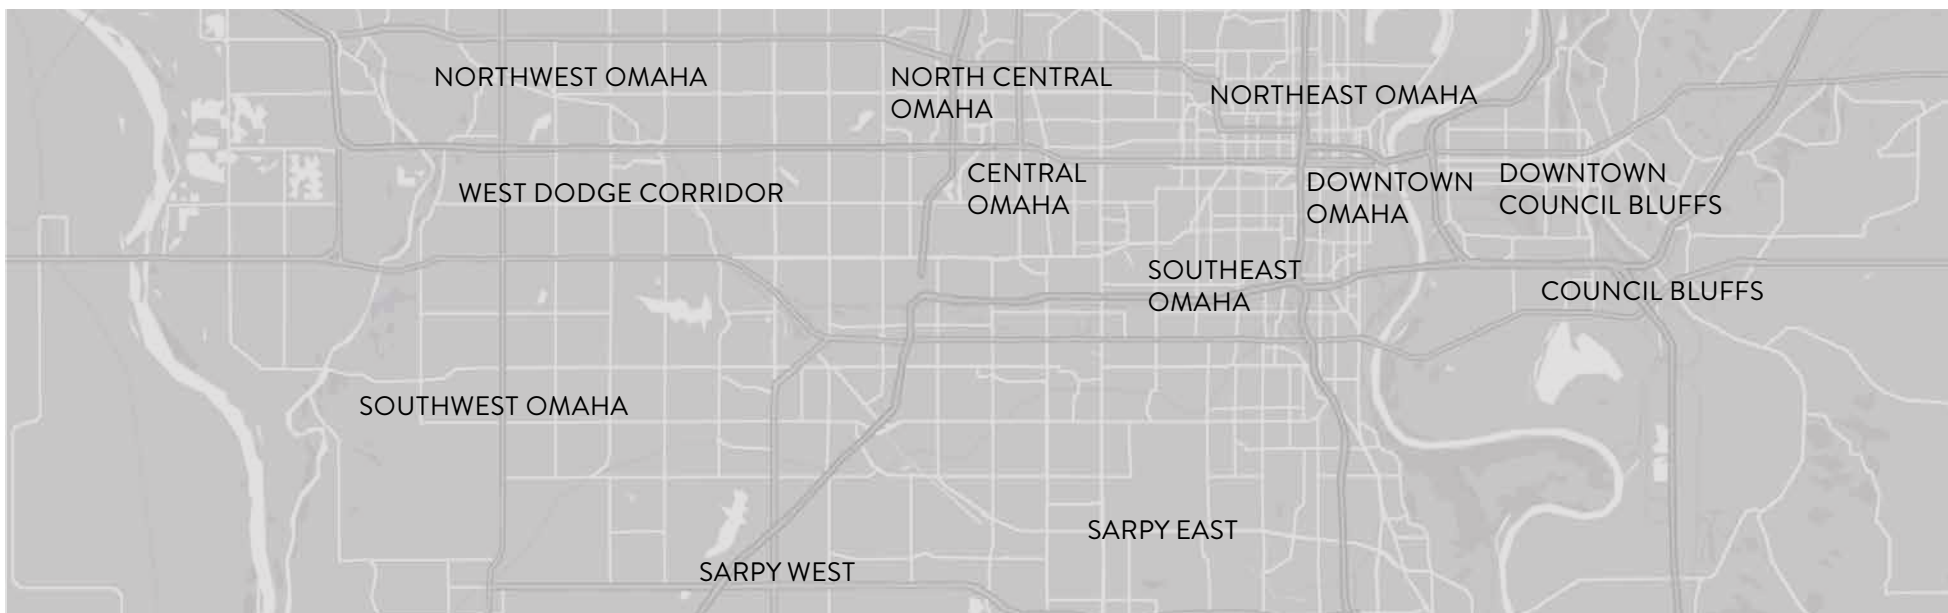 NORTHWEST OMAHA
NORTH CENTRAL
OMAHA
NORTHEAST OMAHA
WEST DODGE CORRIDOR
CENTRAL
OMAHA
DOWNTOWN
OMAHA
DOWNTOWN
COUNCIL BLUFFS
SOUTHEAST
OMAHA
COUNCIL BLUFFS
SOUTHWEST OMAHA
SARPY EAST
SARPY WEST